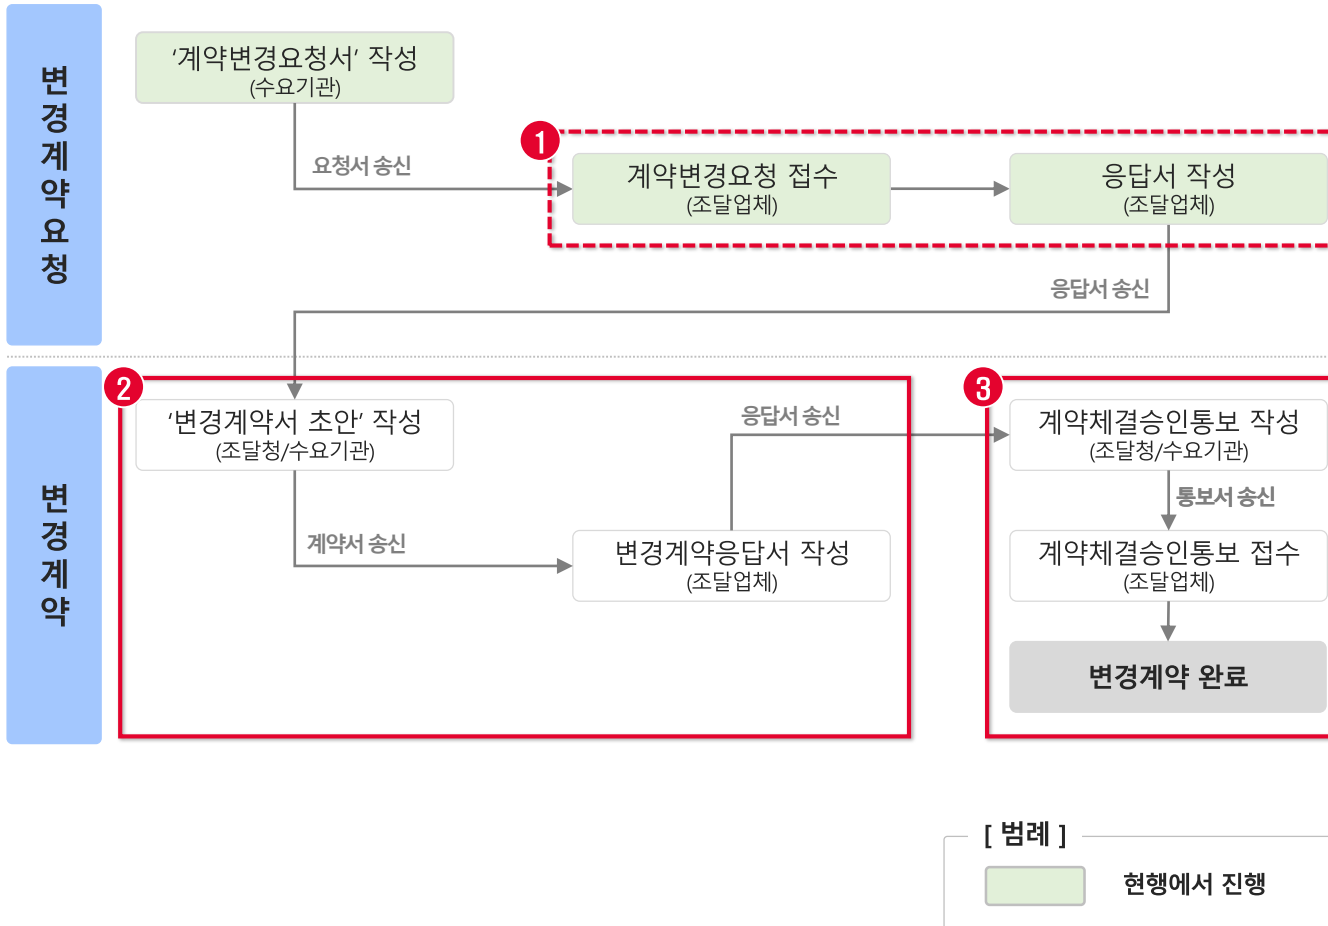 변경계약요청
‘계약변경요청서’ 작성
(수요기관)
요청서 송신
1
계약변경요청 접수
(조달업체)
응답서 작성
(조달업체)
응답서 송신
변경계약
2
‘변경계약서 초안’ 작성
(조달청/수요기관)
계약서 송신
변경계약응답서 작성
(조달업체)
응답서 송신
3
계약체결승인통보 작성
(조달청/수요기관)
통보서 송신
계약체결승인통보 접수
(조달업체)
변경계약 완료
[ 범례 ]
현행에서 진행